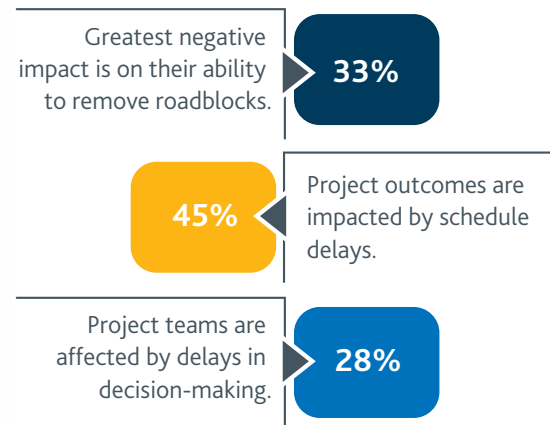 Greatest negative
impact is on their ability
to remove roadblocks.
33%
45%
Project outcomes are
impacted by schedule
delays.
Project teams are
affected by delays in
decision-making.
28%